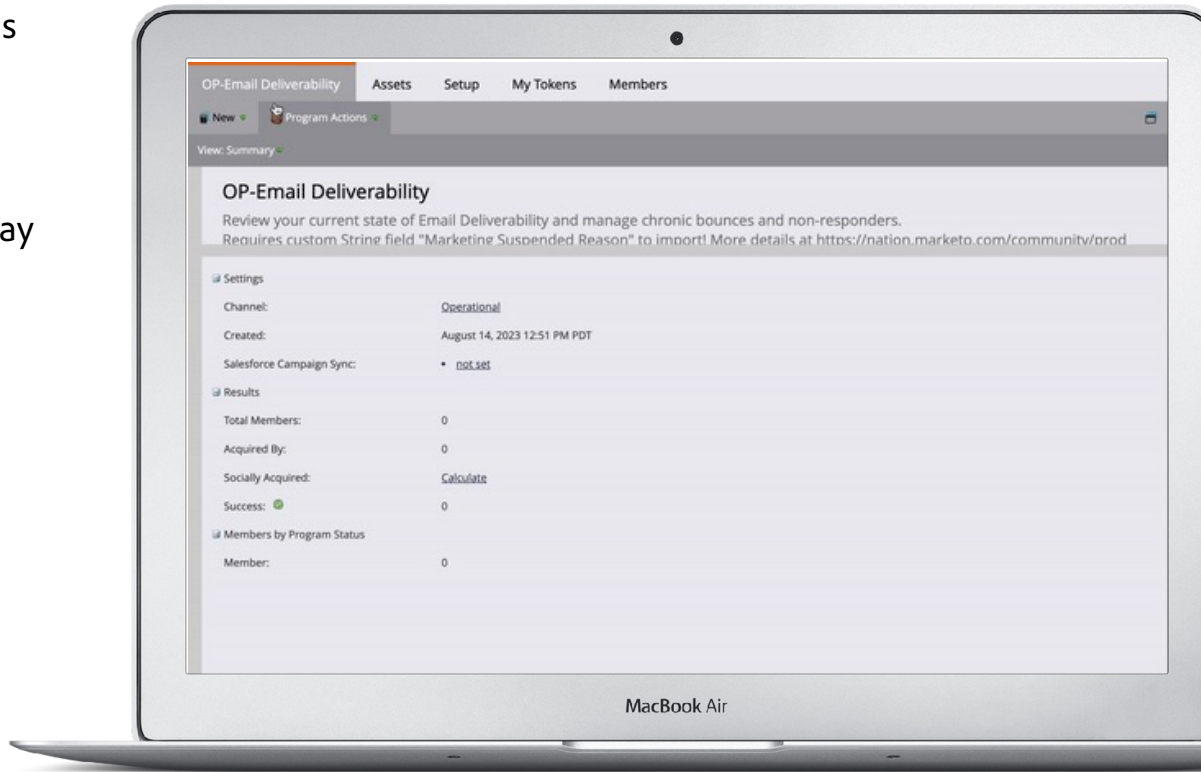 s
ay
OP-Email Deliverability Assets Setup My Tokens Members
New Program Actions
View: Summary
OP-Email Deliverability
Review your current state of Email Deliverability and manage chronic bounces and non-responders.
Requires custom String field "Marketing Suspended Reason" to import! More details at https://nation.marketo.com/community/prod
Settings
Channel: Operational
Created: August 14, 2023 12:51 PM PDT
Salesforce Campaign Sync: • not set
Results
Total Members: 0
Acquired By: 0
Socially Acquired: Calculate
Success: 0
Members by Program Status
Member: 0
MacBook Air